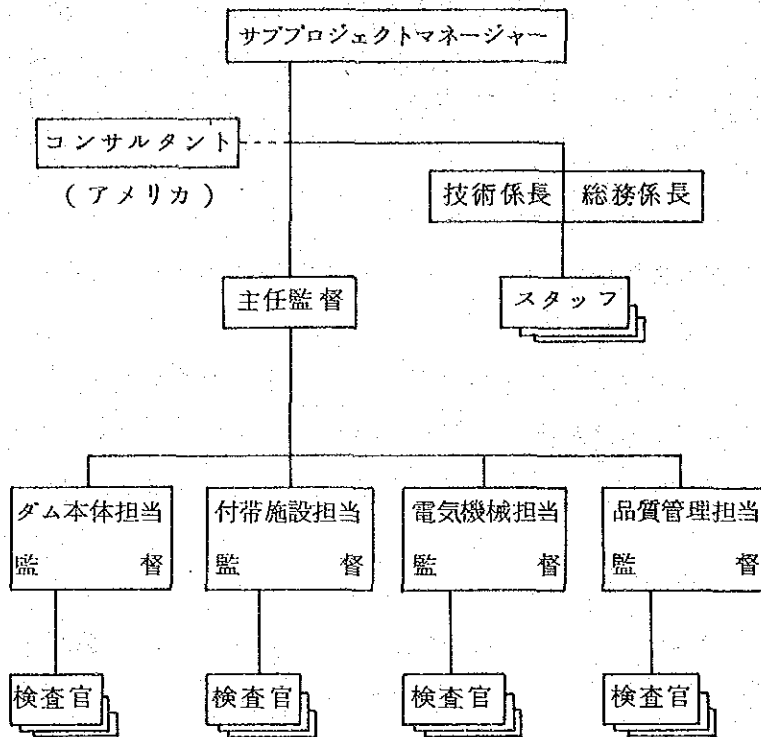 サブプロジェクトマネージャー
コンサルタント
(アメリカ)
技術係長 総務係長
主任監督
スタッフ
ダム本体担当 付帯施設担当 電気機械担当 品質管理担当
監督 監督 監督 監督
検査官 検査官 検査官 検査官